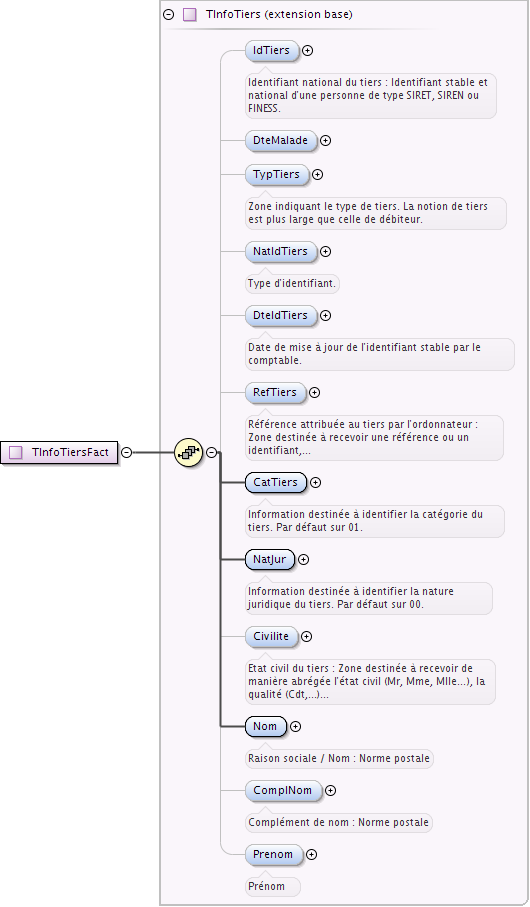 TInfoTiers (extension base)
IdTiers
Identifiant national du tiers : Identifiant stable et
national d'une personne de type SIRET, SIREN ou
FINESS.
DteMalade
TypTiers
Zone indiquant le type de tiers. La notion de tiers
est plus large que celle de débiteur.
NatIdTiers
Type d'identifiant.
DteIdTiers
Date de mise à jour de l'identifiant stable par le
comptable.
RefTiers
Référence attribuée au tiers par l'ordonnateur :
Zone destinée à recevoir une référence ou un
identifiant,...
TInfoTiersFact
CatTiers
Information destinée à identifier la catégorie du
tiers. Par défaut sur 01.
NatJur
Information destinée à identifier la nature
juridique du tiers. Par défaut sur 00.
Civilite
Etat civil du tiers : Zone destinée à recevoir de
manière abrégée l'état civil (Mr, Mme, Mlle...), la
qualité (Cdt,...)...
Nom
Raison sociale / Nom : Norme postale
ComplNom
Complément de nom : Norme postale
Prenom
Prénom